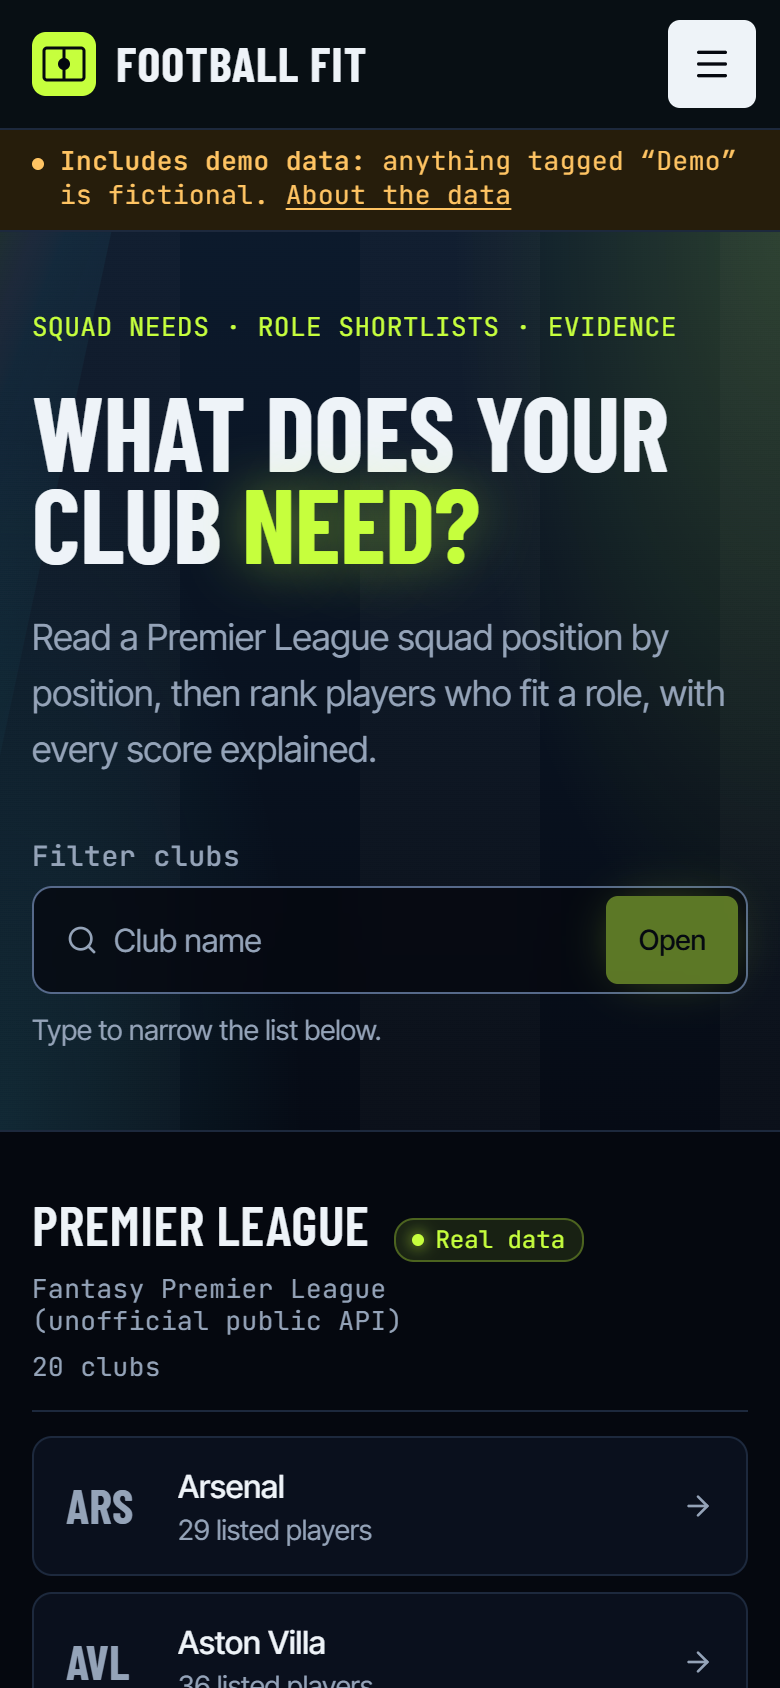 FOOTBALL FIT
Includes demo data: anything tagged “Demo”
is fictional. About the data
SQUAD NEEDS · ROLE SHORTLISTS · EVIDENCE
WHAT DOES YOUR
CLUB NEED?
Read a Premier League squad position by
position, then rank players who fit a role, with
every score explained.
Filter clubs
Club name
Open
Type to narrow the list below.
PREMIER LEAGUE
Real data
Fantasy Premier League
(unofficial public API)
20 clubs
ARS
Arsenal
29 listed players
AVL
Aston Villa
36 listed players